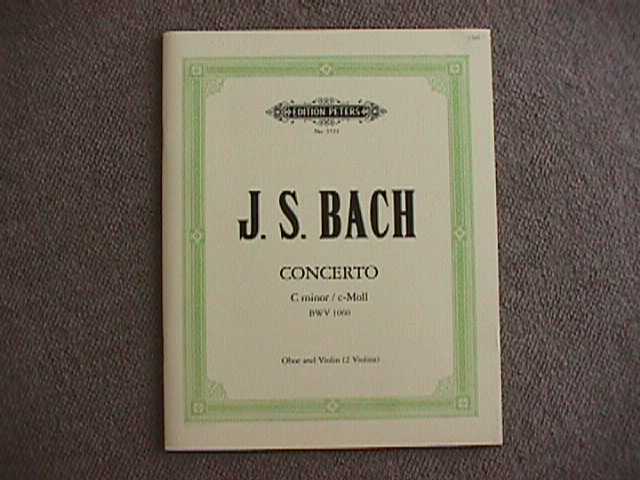 EDITION PETERS
J. S. BACH
CONCERTO
C minor / c-Moll
BWV 1060
Oboe and Violin (2 Violins)